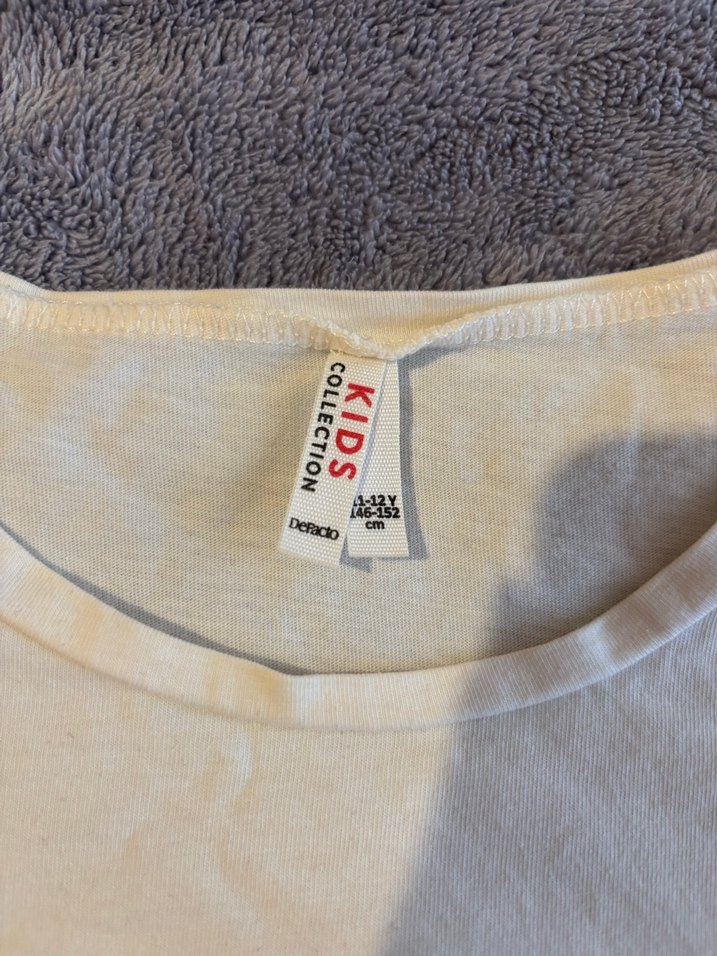 KIDS
COLLECTION
DeFacto
11-12 Y
146-152
cm